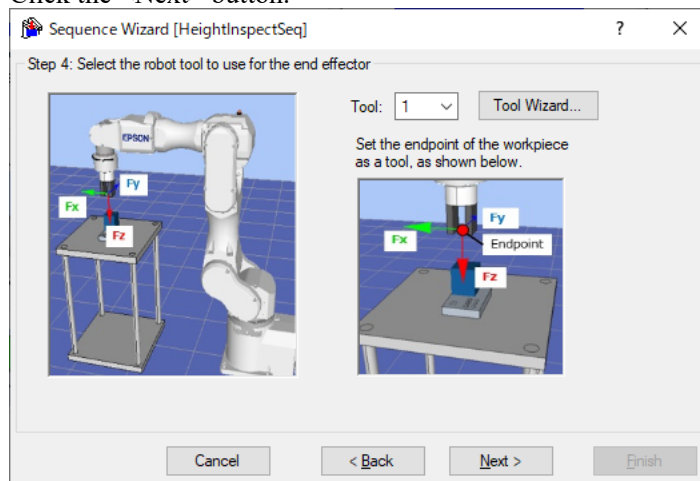 Click the "Next" button.
Sequence Wizard [HeightInspectSeq]
? ×
Step 4: Select the robot tool to use for the end effector
Tool: 1 Tool Wizard...
Set the endpoint of the workpiece
as a tool, as shown below.
EPSON
Fy
Fx
Fz
Fy
Fx
Endpoint
Fz
Cancel < Back Next > Finish